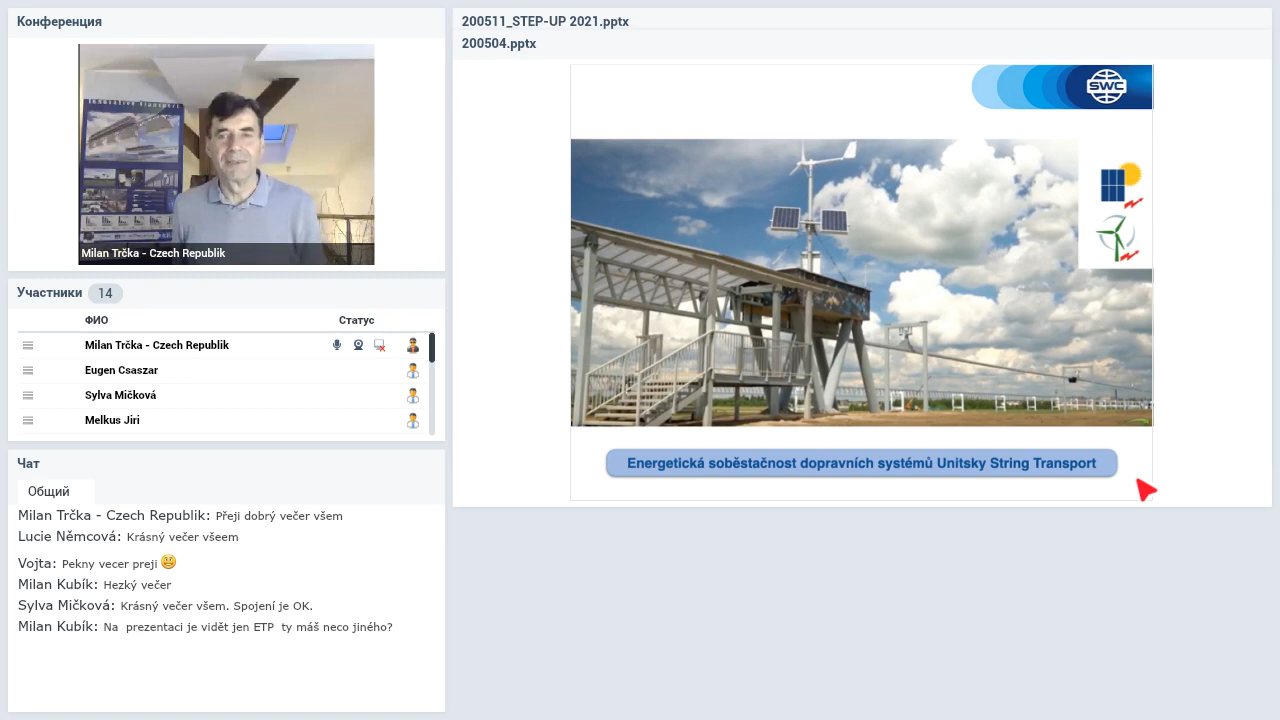 Конференция
Innovative Transport
Milan Trčka - Czech Republik
Участники 14
ФИО Статус
Milan Trčka - Czech Republik
Eugen Csaszar
Sylva Mičková
Melkus Jiri
Чат
Общий
Milan Trčka - Czech Republik: Přeji dobrý večer všem
Lucie Němcová: Krásný večer všeem
Vojta: Pekny vecer preji
Milan Kubík: Hezký večer
Sylva Mičková: Krásný večer všem. Spojení je OK.
Milan Kubík: Na prezentaci je vidět jen ETP ty máš neco jiného?
200511_STEP-UP 2021.pptx
200504.pptx
SWC
Energetická soběstačnost dopravních systémů Unitsky String Transport